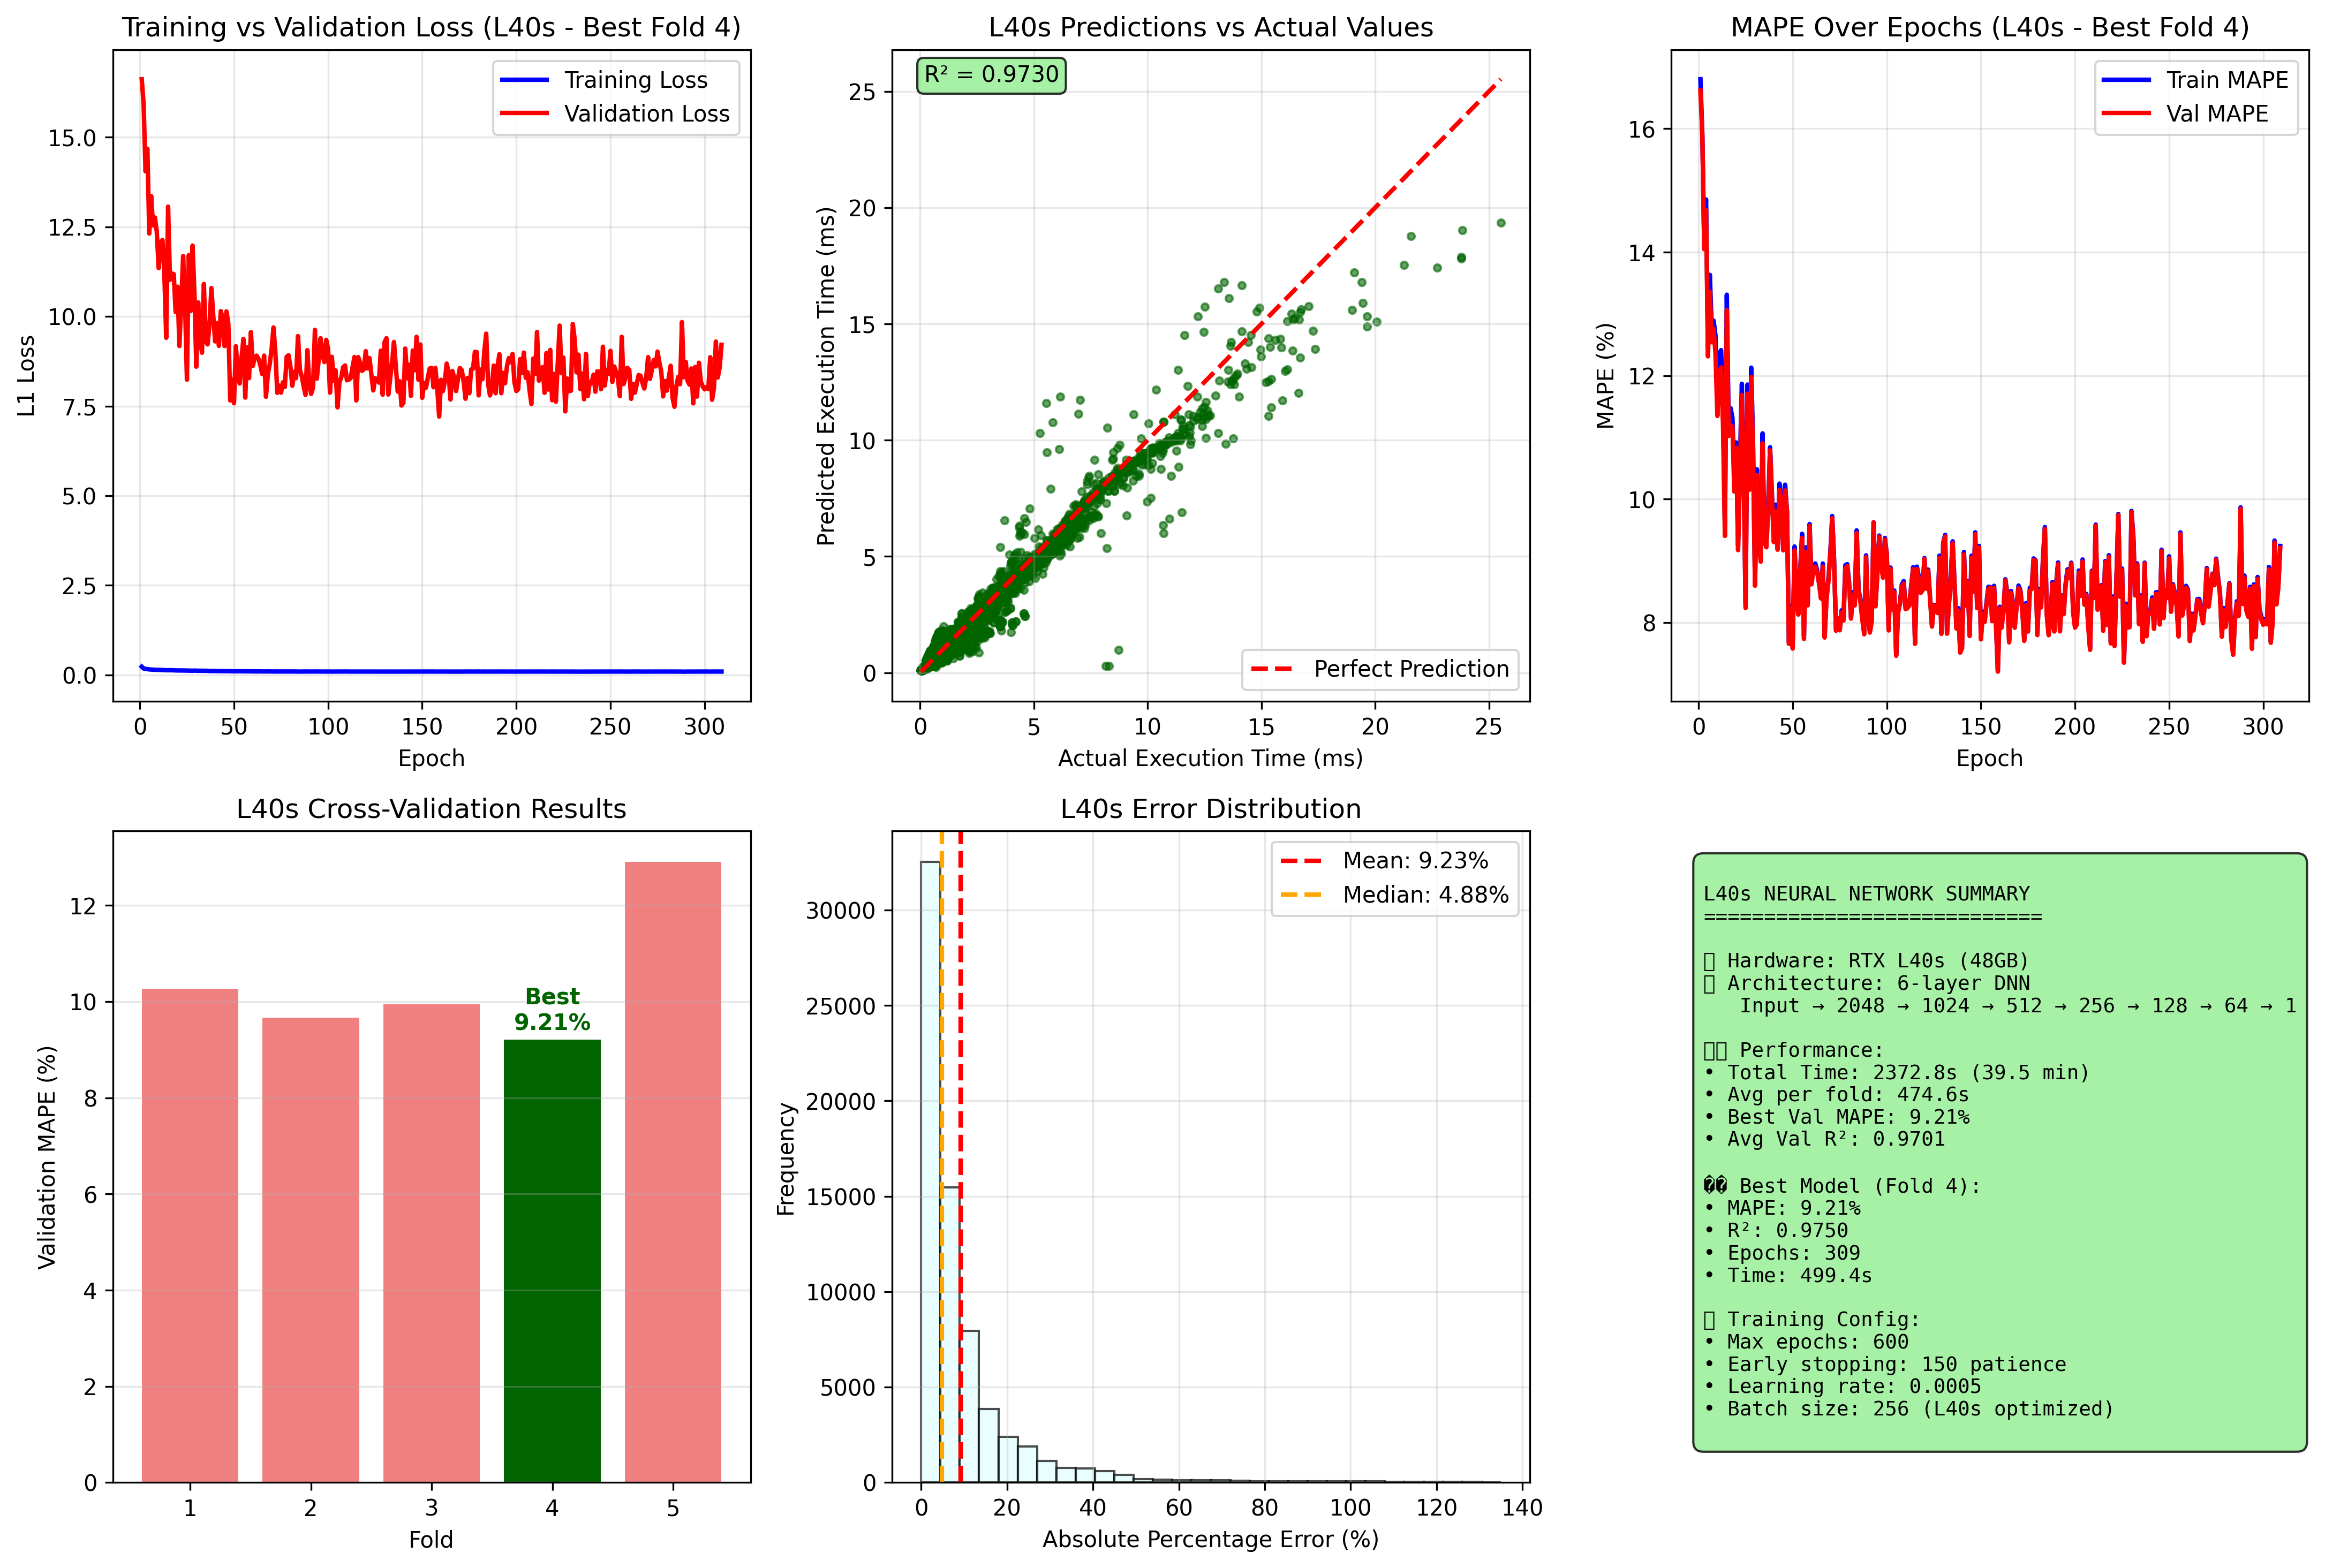 Training vs Validation Loss (L40s - Best Fold 4)
Training Loss
Validation Loss
L1 Loss
15.0
12.5
10.0
7.5
5.0
2.5
0.0
0 50 100 150 200 250 300
Epoch
L40s Predictions vs Actual Values
R² = 0.9730
Predicted Execution Time (ms)
25
20
15
10
5
0
Perfect Prediction
0 5 10 15 20 25
Actual Execution Time (ms)
MAPE Over Epochs (L40s - Best Fold 4)
Train MAPE
Val MAPE
MAPE (%)
16
14
12
10
8
0 50 100 150 200 250 300
Epoch
L40s Cross-Validation Results
Validation MAPE (%)
12
10
8
6
4
2
0
Best
9.21%
1 2 3 4 5
Fold
L40s Error Distribution
Mean: 9.23%
Median: 4.88%
Frequency
30000
25000
20000
15000
10000
5000
0
0 20 40 60 80 100 120 140
Absolute Percentage Error (%)
L40s NEURAL NETWORK SUMMARY
============================
Hardware: RTX L40s (48GB)
Architecture: 6-layer DNN
Input → 2048 → 1024 → 512 → 256 → 128 → 64 → 1
Performance:
• Total Time: 2372.8s (39.5 min)
• Avg per fold: 474.6s
• Best Val MAPE: 9.21%
• Avg Val R²: 0.9701
�� Best Model (Fold 4):
• MAPE: 9.21%
• R²: 0.9750
• Epochs: 309
• Time: 499.4s
Training Config:
• Max epochs: 600
• Early stopping: 150 patience
• Learning rate: 0.0005
• Batch size: 256 (L40s optimized)